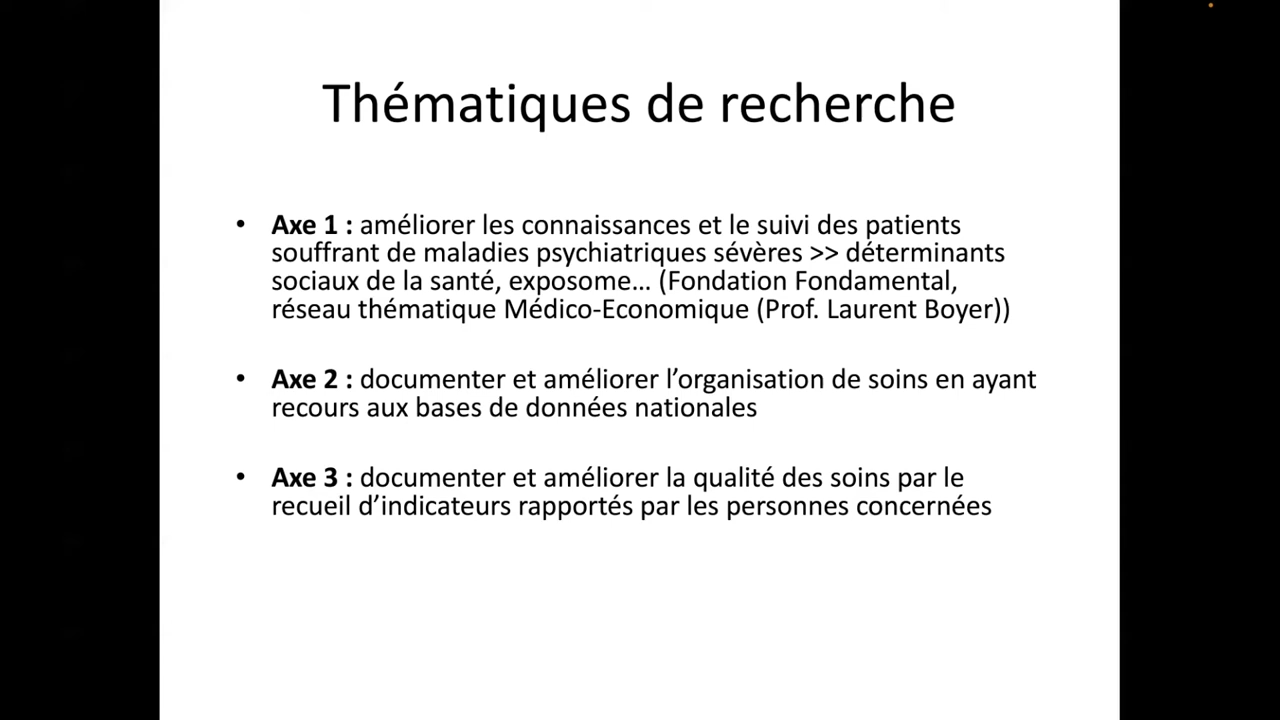 Thématiques de recherche
• Axe 1 : améliorer les connaissances et le suivi des patients
souffrant de maladies psychiatriques sévères >> déterminants
sociaux de la santé, exposome… (Fondation Fondamental,
réseau thématique Médico-Economique (Prof. Laurent Boyer))
• Axe 2 : documenter et améliorer l’organisation de soins en ayant
recours aux bases de données nationales
• Axe 3 : documenter et améliorer la qualité des soins par le
recueil d’indicateurs rapportés par les personnes concernées